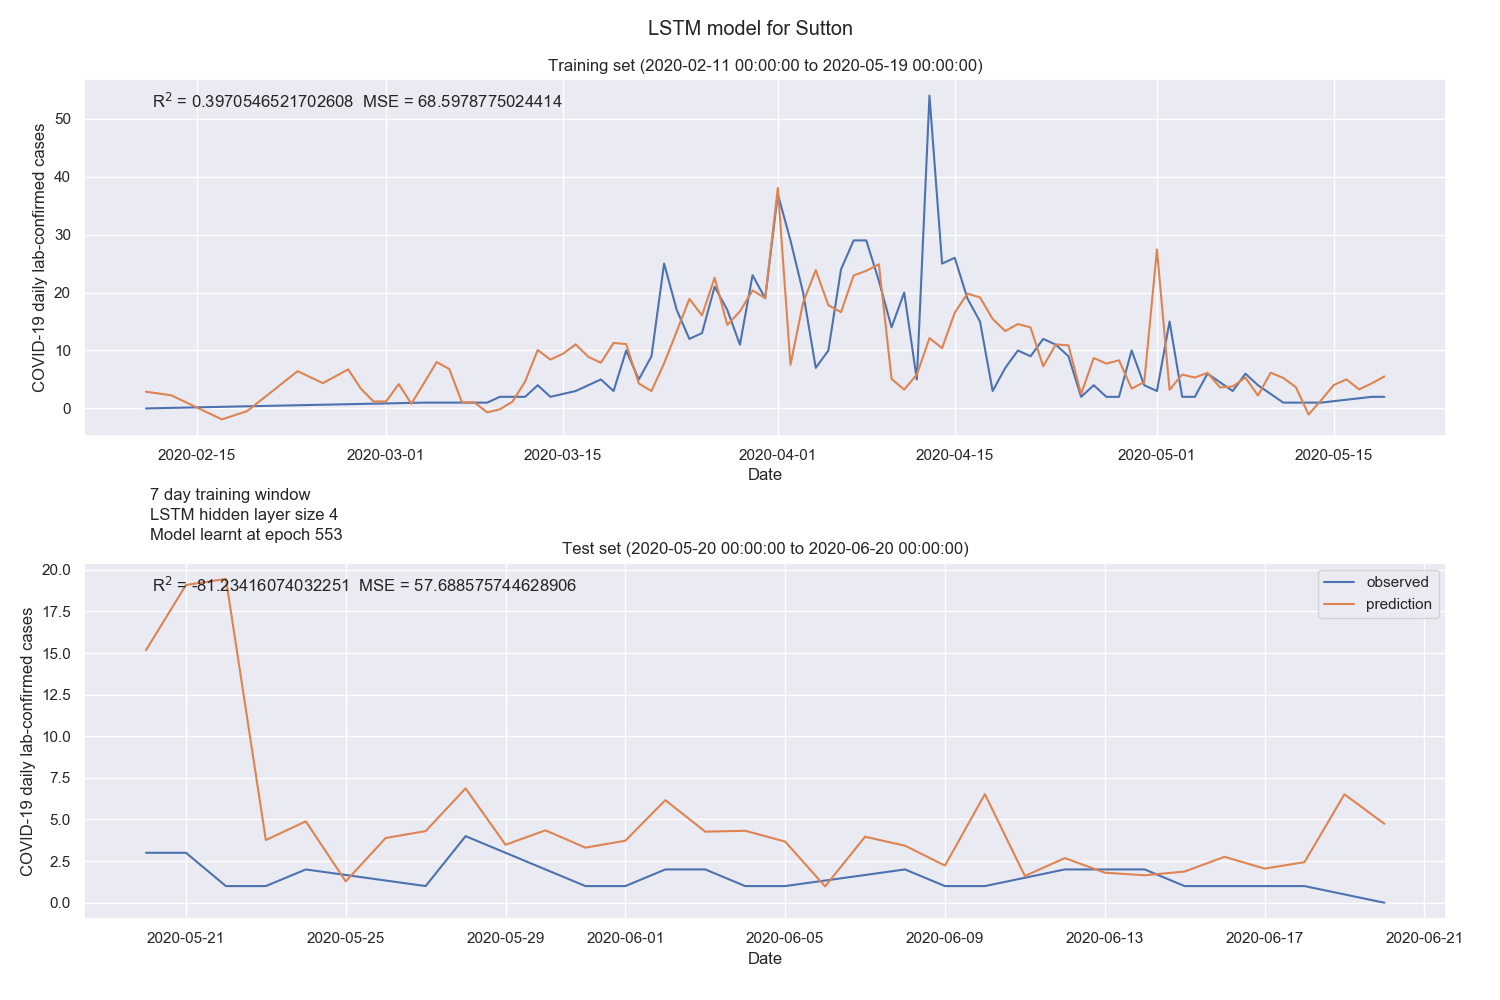 LSTM model for Sutton
Training set (2020-02-11 00:00:00 to 2020-05-19 00:00:00)
R² = 0.3970546521702608 MSE = 68.5978775024414
COVID-19 daily lab-confirmed cases
50
40
30
20
10
0
2020-02-15 2020-03-01 2020-03-15 2020-04-01 2020-04-15 2020-05-01 2020-05-15
Date
7 day training window
LSTM hidden layer size 4
Model learnt at epoch 553
Test set (2020-05-20 00:00:00 to 2020-06-20 00:00:00)
R² = -81.23416074032251 MSE = 57.688575744628906
observed
prediction
COVID-19 daily lab-confirmed cases
20.0
17.5
15.0
12.5
10.0
7.5
5.0
2.5
0.0
2020-05-21 2020-05-25 2020-05-29 2020-06-01 2020-06-05 2020-06-09 2020-06-13 2020-06-17 2020-06-21
Date